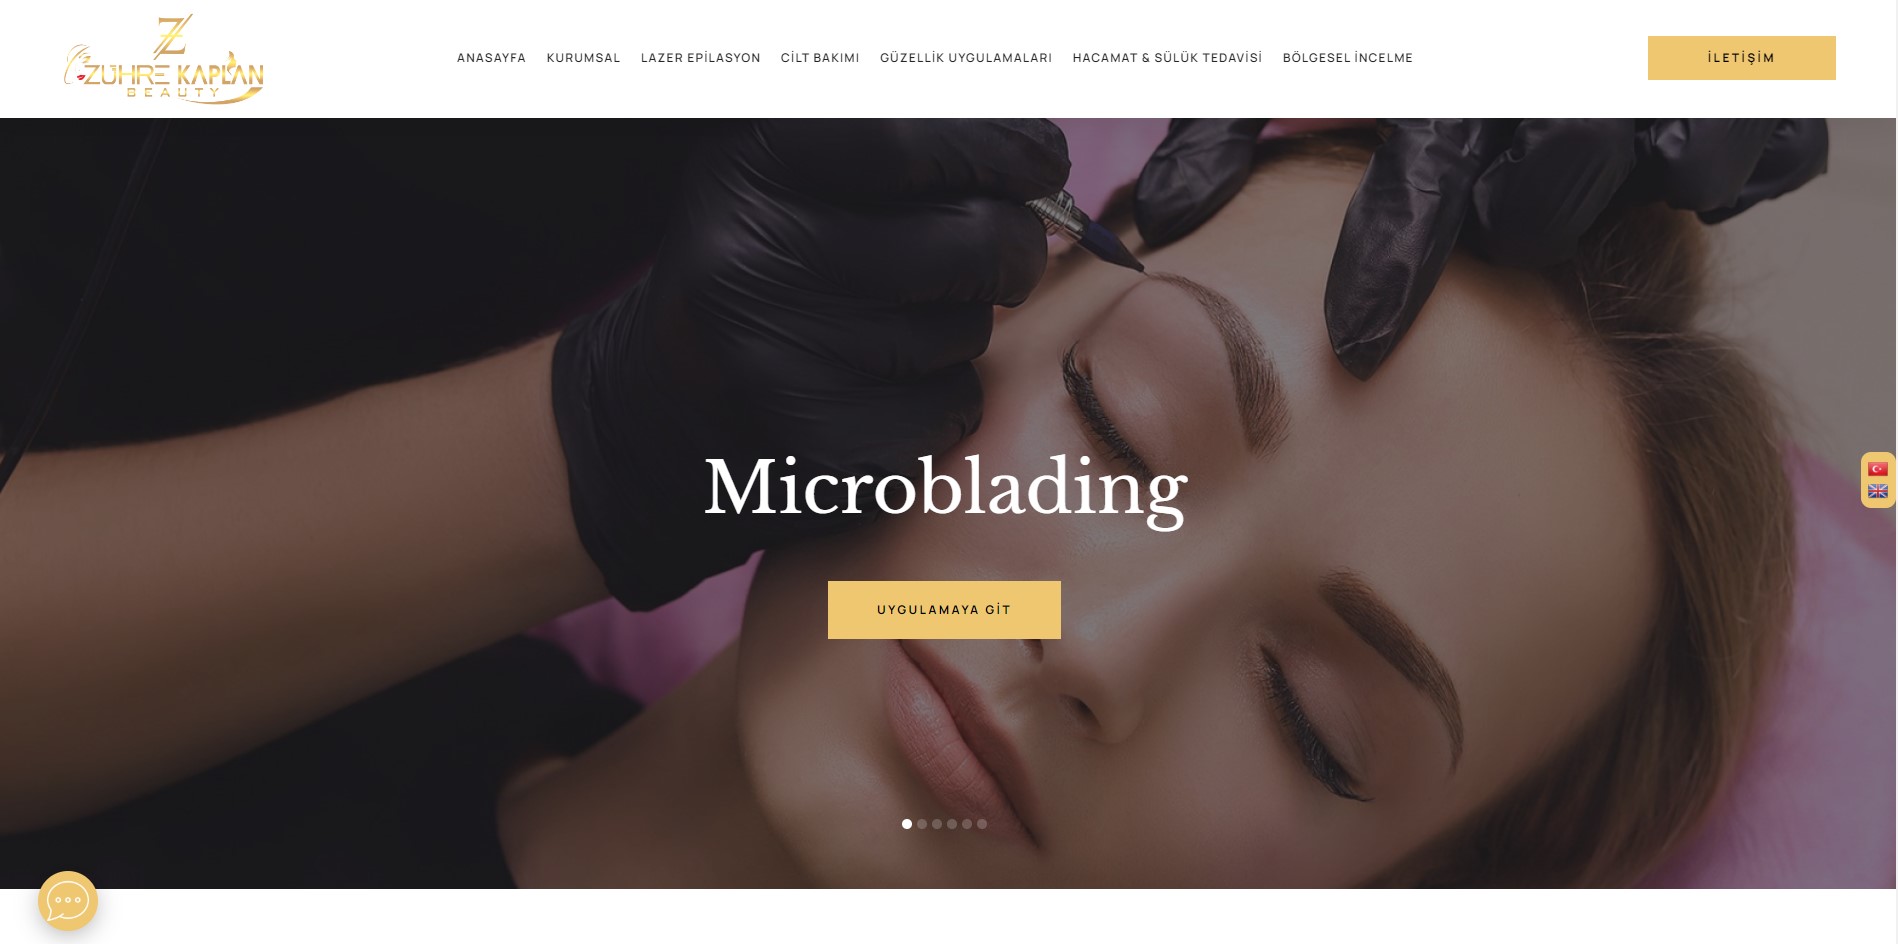 Z
ZÜHRE KAPLAN
BEAUTY
ANASAYFA KURUMSAL LAZER EPİLASYON CİLT BAKIMI GÜZELLİK UYGULAMALARI HACAMAT & SÜLÜK TEDAVİSİ BÖLGESEL İNCELME
İLETİŞİM
Microblading
UYGULAMAYA GİT